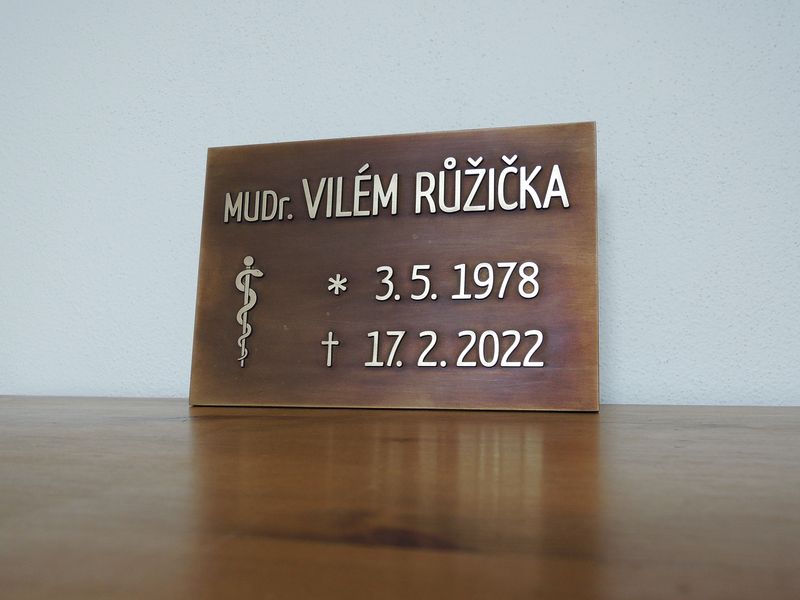 MUDr. VILÉM RŮŽIČKA
* 3. 5. 1978
† 17. 2. 2022